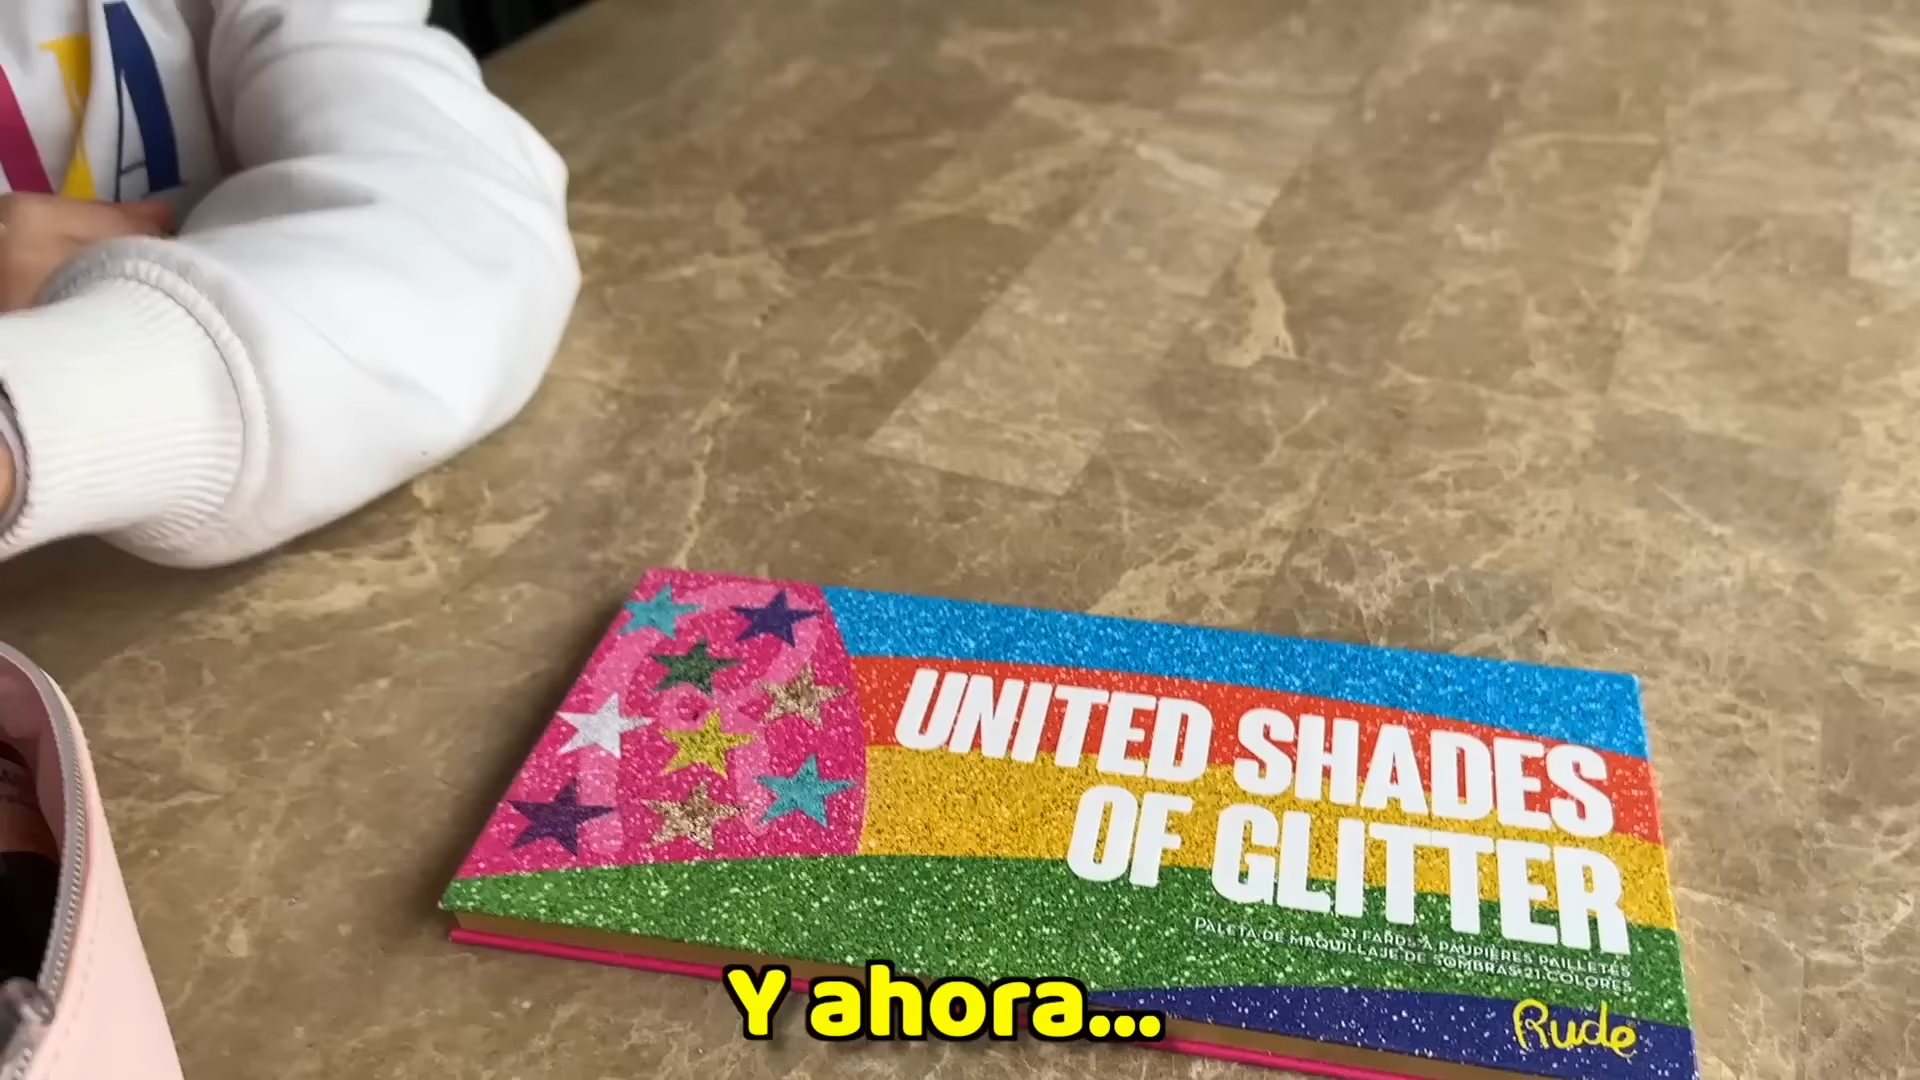 UNITED SHADES
OF GLITTER
21 FARDS À PAUPIÈRES PAILLETÉS
PALETA DE MAQUILLAJE DE SOMBRAS 21 COLORES
Rude
Y ahora...